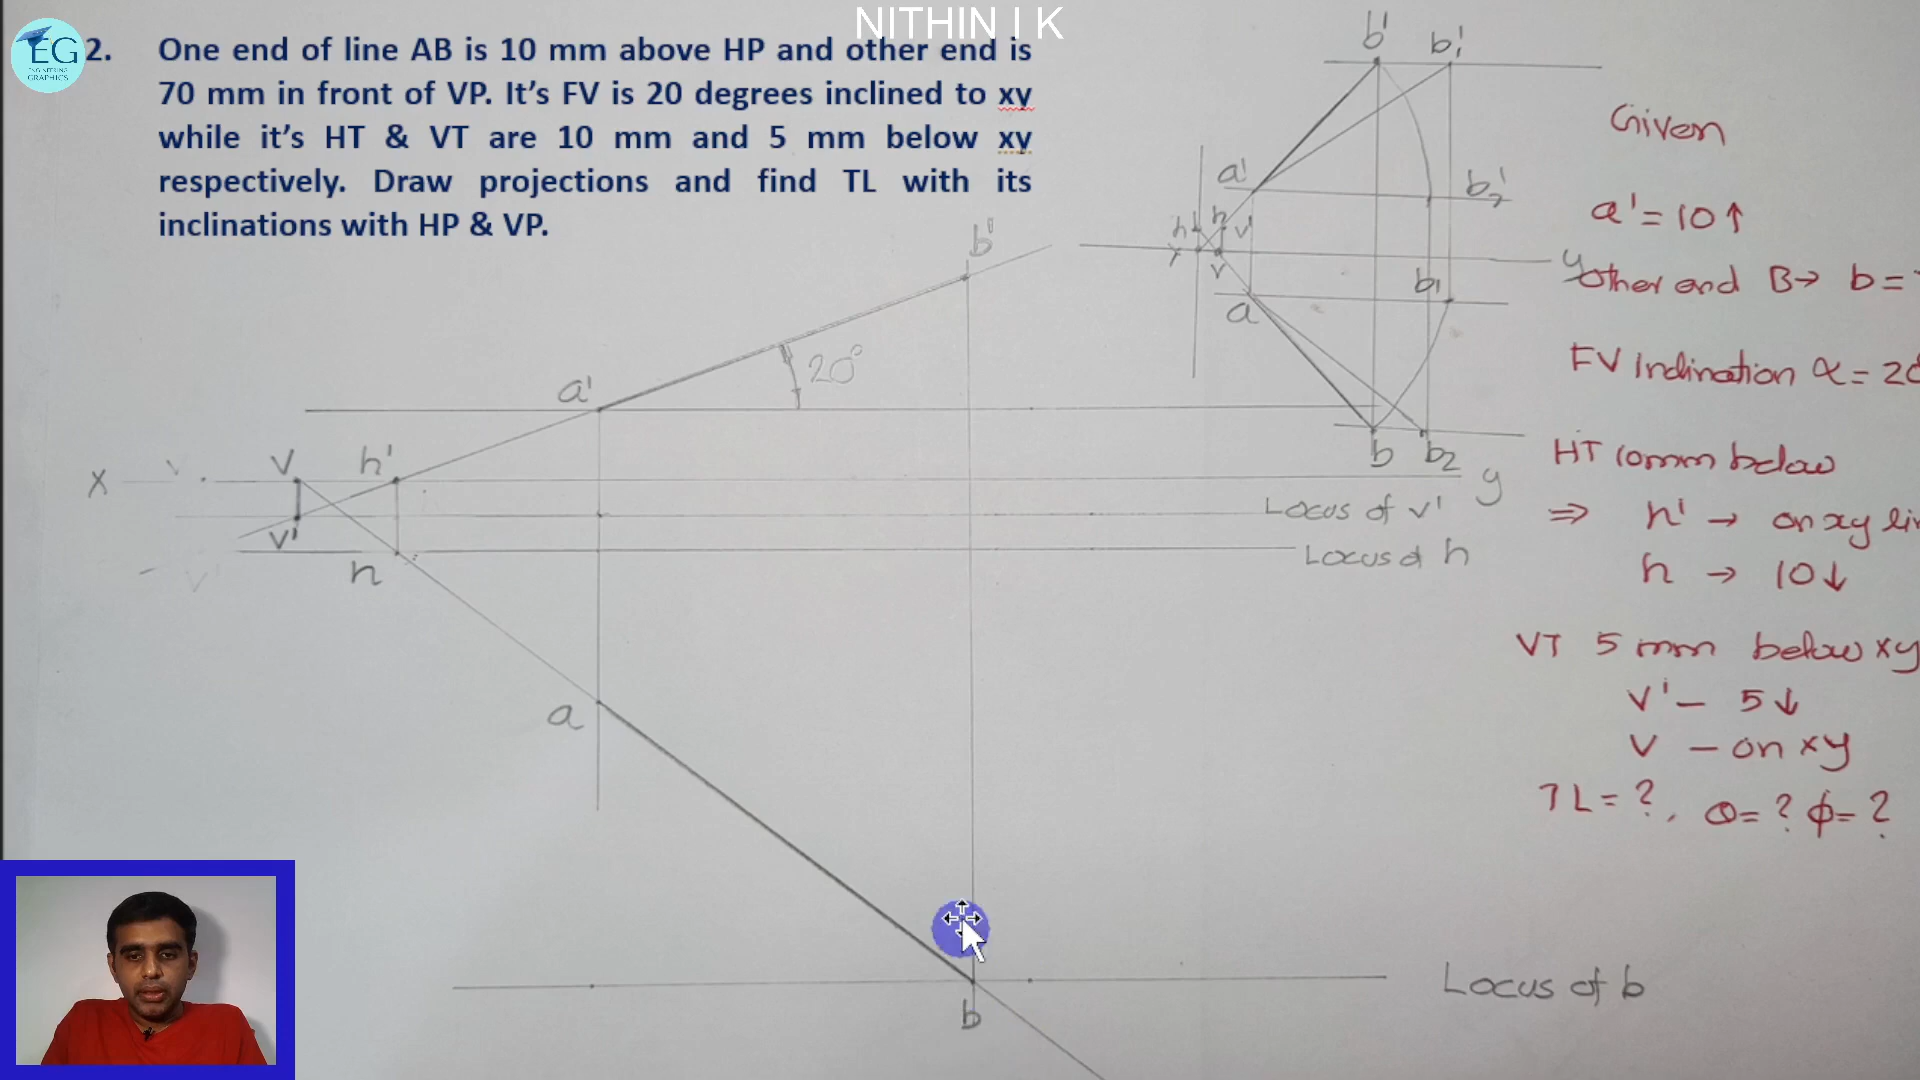 NITHIN I K
EG
ENGINEERING
GRAPHICS
2. One end of line AB is 10 mm above HP and other end is
70 mm in front of VP. It's FV is 20 degrees inclined to xy
while it's HT & VT are 10 mm and 5 mm below xy
respectively. Draw projections and find TL with its
inclinations with HP & VP.
b' b1'
a' b2'
h h' v'
x v y
a b1
b b2
Given
a' = 10↑
other end B→ b =
FV Inclination α = 20
HT 10mm below
⇒ h' → on xy lin
h → 10↓
VT 5 mm below xy
v' – 5↓
v – on xy
TL = ?, θ = ? φ = ?
b'
20°
a'
X v h' y
v' Locus of v'
h Locus of h
a
b Locus of b